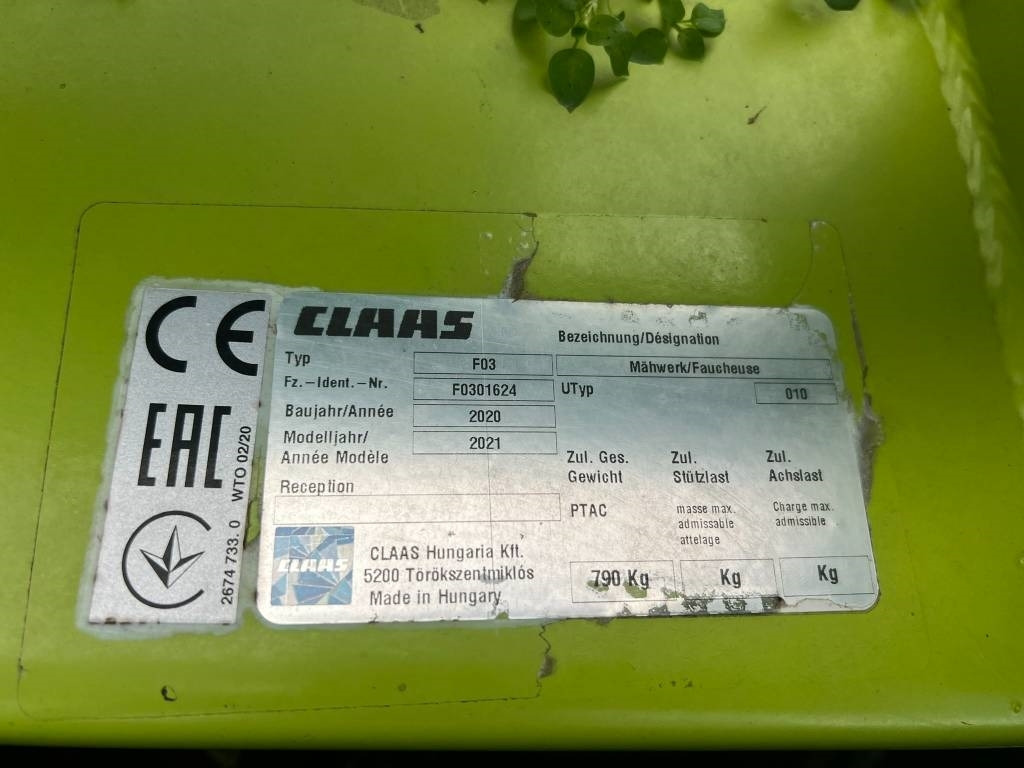 CE
EAC
2674 733. 0 WTO 02/20
CLAAS
Bezeichnung/Désignation
Typ F03 Mähwerk/Faucheuse
Fz.-Ident.-Nr. F0301624 UTyp 010
Baujahr/Année 2020
Modelljahr/ 2021
Année Modèle
Zul. Ges. Zul. Zul.
Gewicht Stützlast Achslast
Reception
PTAC masse max. Charge max.
admissable admissible
attelage
CLAAS
CLAAS Hungaria Kft.
5200 Törökszentmiklós
Made in Hungary
790 Kg Kg Kg